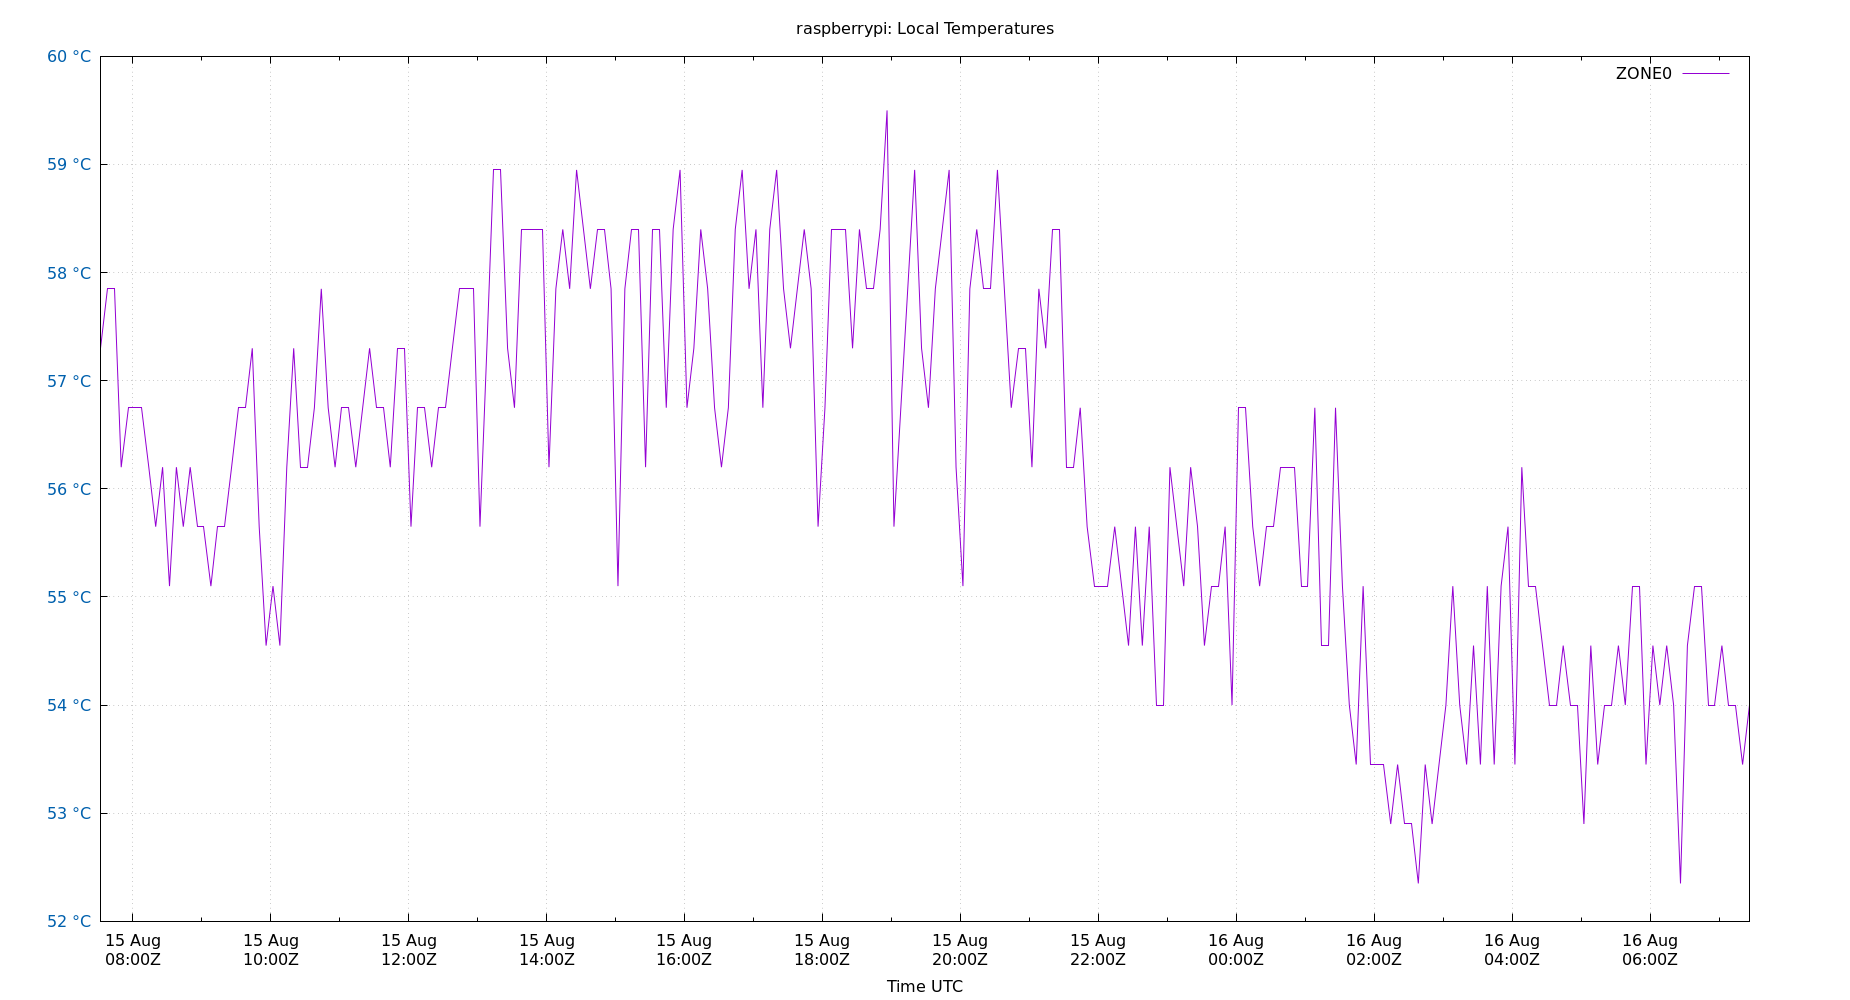 raspberrypi: Local Temperatures
60 °C
ZONE0
59 °C
58 °C
57 °C
56 °C
55 °C
54 °C
53 °C
52 °C
15 Aug 15 Aug 15 Aug 15 Aug 15 Aug 15 Aug 15 Aug 15 Aug 16 Aug 16 Aug 16 Aug 16 Aug
08:00Z 10:00Z 12:00Z 14:00Z 16:00Z 18:00Z 20:00Z 22:00Z 00:00Z 02:00Z 04:00Z 06:00Z
Time UTC